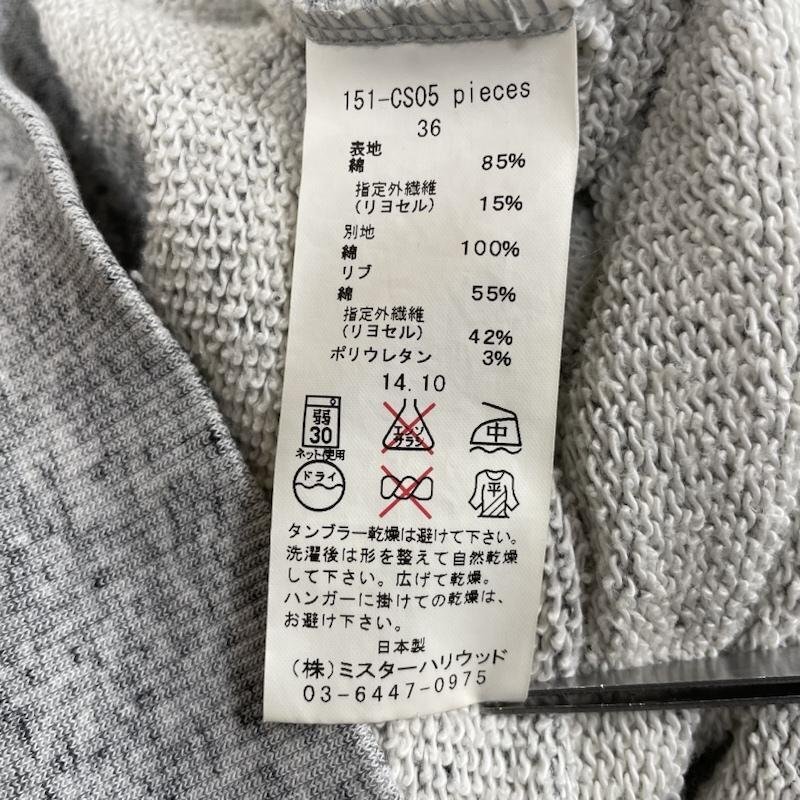 151-CS05 pieces
36
表地
綿 85%
指定外繊維
(リヨセル) 15%
別地
綿 100%
リブ
綿 55%
指定外繊維
(リヨセル) 42%
ポリウレタン 3%
14.10
弱
30
エンソ
サラシ
中
ネット使用
ドライ
平
タンブラー乾燥は避けて下さい。
洗濯後は形を整えて自然乾燥
して下さい。広げて乾燥。
ハンガーに掛けての乾燥は、
お避け下さい。
日本製
(株)ミスターハリウッド
03-6447-0975